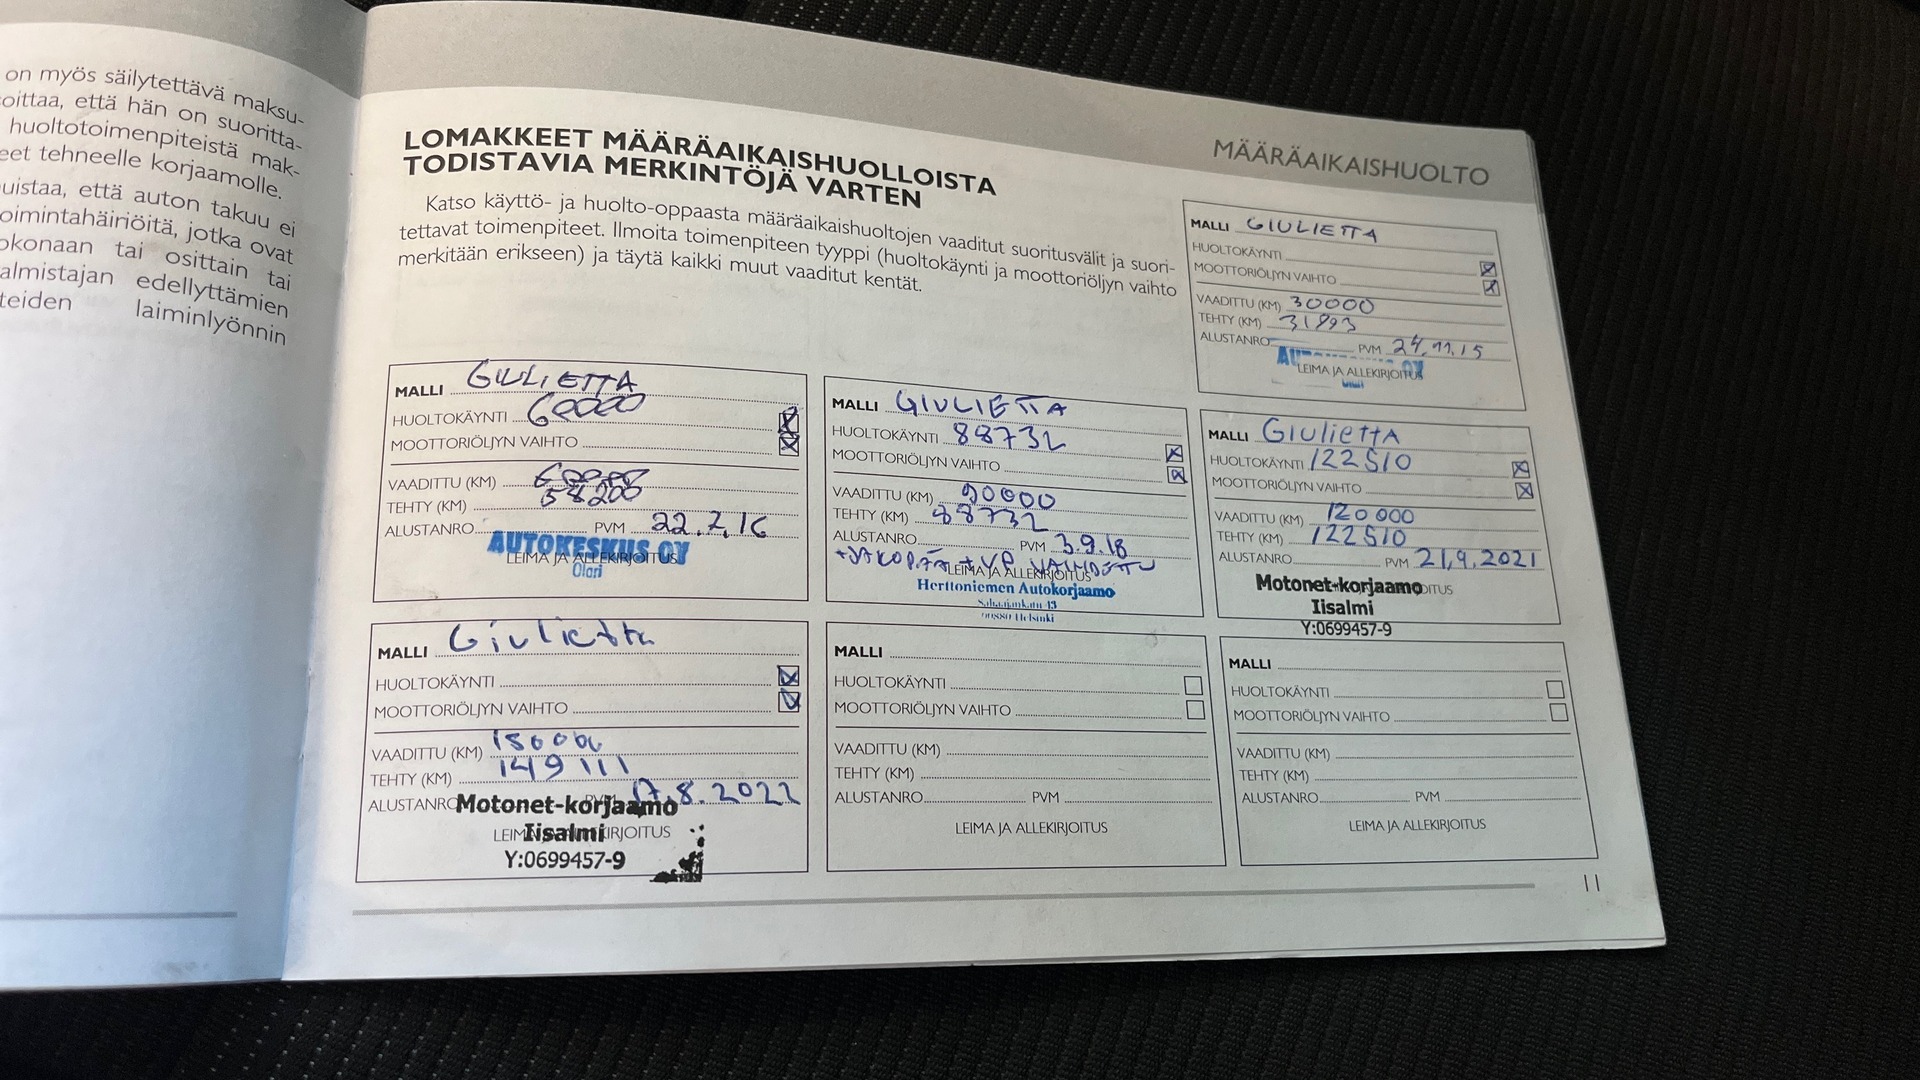 on myös säilytettävä maksu-
oittaa, että hän on suoritta-
huoltotoimenpiteistä mak-
eet tehneelle korjaamolle.
uistaa, että auton takuu ei
oimintahäiriöitä, jotka ovat
okonaan tai osittain tai
almistajan edellyttämien
teiden laiminlyönnin
MÄÄRÄAIKAISHUOLTO
LOMAKKEET MÄÄRÄAIKAISHUOLLOISTA
TODISTAVIA MERKINTÖJÄ VARTEN
Katso käyttö- ja huolto-oppaasta määräaikaishuoltojen vaaditut suoritusvälit ja suori-
tettavat toimenpiteet. Ilmoita toimenpiteen tyyppi (huoltokäynti ja moottoriöljyn vaihto
merkitään erikseen) ja täytä kaikki muut vaaditut kentät.
MALLI GIULIETTA
HUOLTOKÄYNTI
MOOTTORIÖLJYN VAIHTO
VAADITTU (KM) 30000
TEHTY (KM) 31893
ALUSTANRO PVM 24.11.15
LEIMA JA ALLEKIRJOITUS
MALLI GIULIETTA
HUOLTOKÄYNTI 60000
MOOTTORIÖLJYN VAIHTO
VAADITTU (KM) 60000
TEHTY (KM) 58200
ALUSTANRO PVM 22.7.16
AUTOKESKUS OY
LEIMA JA ALLEKIRJOITUS
Olari
MALLI GIULIETTA
HUOLTOKÄYNTI 88732
MOOTTORIÖLJYN VAIHTO
VAADITTU (KM) 90000
TEHTY (KM) 88732
ALUSTANRO PVM 3.9.18
+ VP VAIHDETTU
LEIMA JA ALLEKIRJOITUS
Herttoniemen Autokorjaamo
Helsinki
MALLI GIULIETTA
HUOLTOKÄYNTI 122510
MOOTTORIÖLJYN VAIHTO
VAADITTU (KM) 120 000
TEHTY (KM) 122510
ALUSTANRO PVM 21.9.2021
Motonet-korjaamo
Iisalmi
Y:0699457-9
MALLI Giulietta
HUOLTOKÄYNTI
MOOTTORIÖLJYN VAIHTO
VAADITTU (KM) 150000
TEHTY (KM) 149111
ALUSTANRO PVM 17.8.2022
Motonet-korjaamo
LEIMA JA ALLEKIRJOITUS
Iisalmi
Y:0699457-9
MALLI
HUOLTOKÄYNTI
MOOTTORIÖLJYN VAIHTO
VAADITTU (KM)
TEHTY (KM)
ALUSTANRO PVM
LEIMA JA ALLEKIRJOITUS
MALLI
HUOLTOKÄYNTI
MOOTTORIÖLJYN VAIHTO
VAADITTU (KM)
TEHTY (KM)
ALUSTANRO PVM
LEIMA JA ALLEKIRJOITUS
11